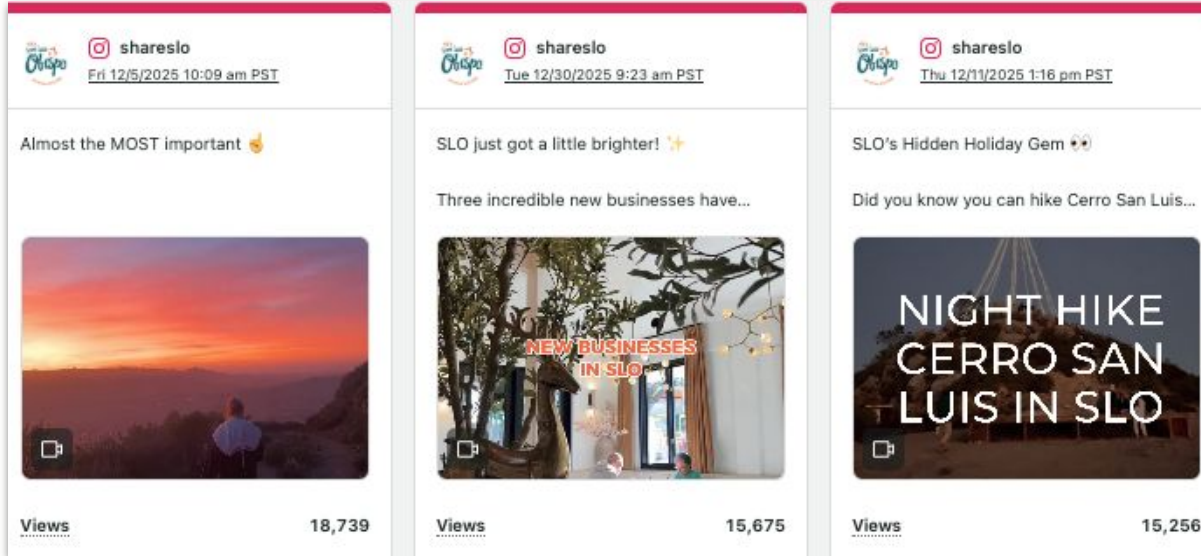 Obispo
shareslo
Fri 12/5/2025 10:09 am PST
Almost the MOST important ☝️
Views 18,739
Obispo
shareslo
Tue 12/30/2025 9:23 am PST
SLO just got a little brighter! ✨
Three incredible new businesses have...
NEW BUSINESSES
IN SLO
Views 15,675
Obispo
shareslo
Thu 12/11/2025 1:16 pm PST
SLO's Hidden Holiday Gem 👀
Did you know you can hike Cerro San Luis...
NIGHT HIKE
CERRO SAN
LUIS IN SLO
Views 15,256